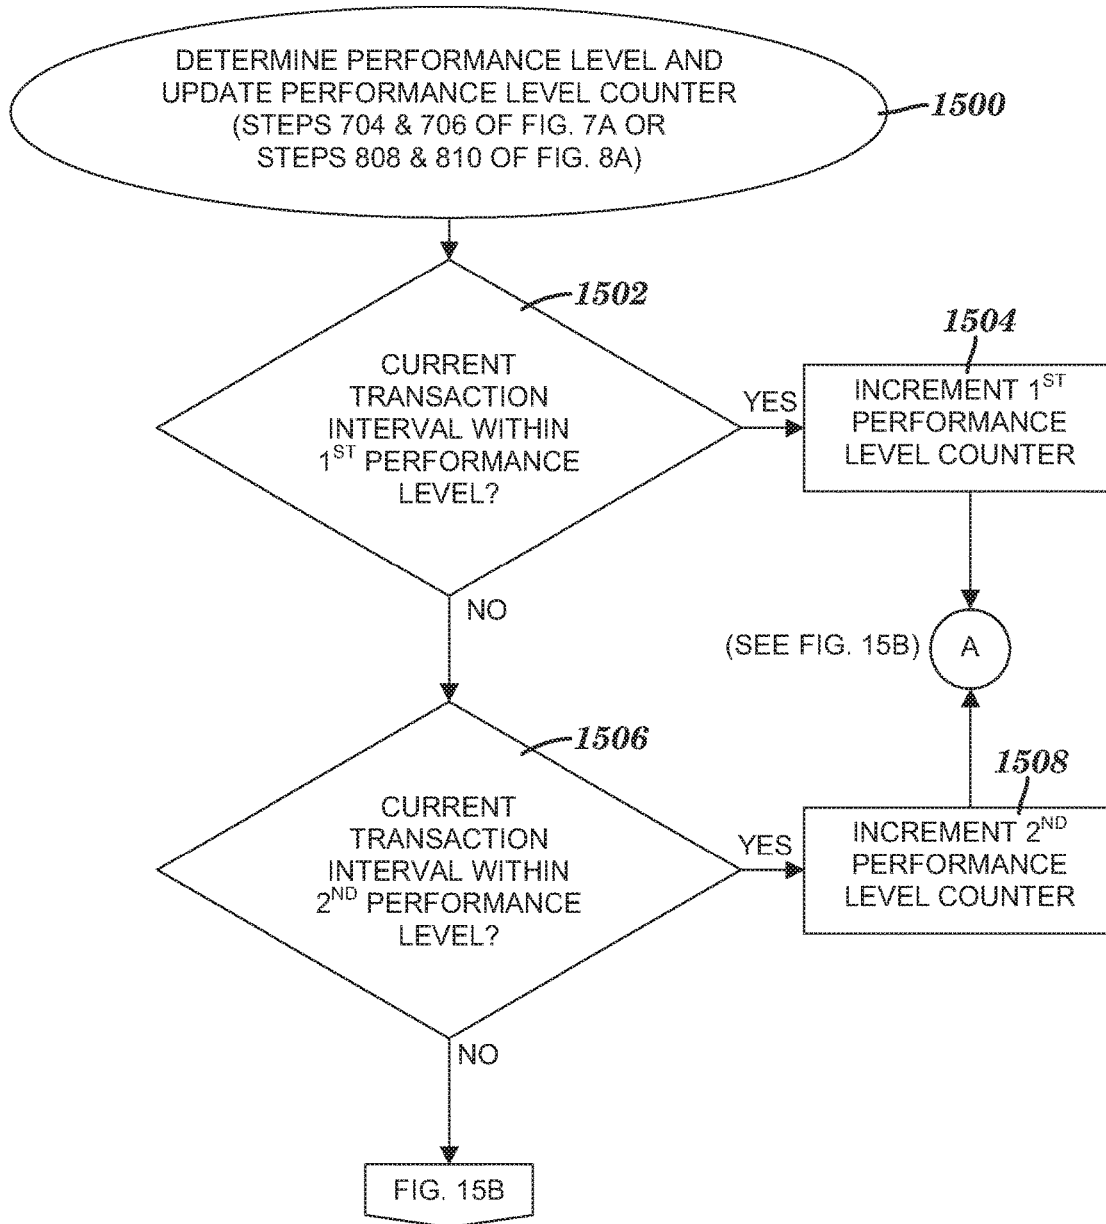 DETERMINE PERFORMANCE LEVEL AND
UPDATE PERFORMANCE LEVEL COUNTER
(STEPS 704 & 706 OF FIG. 7A OR
STEPS 808 & 810 OF FIG. 8A)
1500
1502
CURRENT
TRANSACTION
INTERVAL WITHIN
1ST PERFORMANCE
LEVEL?
YES
1504
INCREMENT 1ST
PERFORMANCE
LEVEL COUNTER
NO
(SEE FIG. 15B)
A
1506
CURRENT
TRANSACTION
INTERVAL WITHIN
2ND PERFORMANCE
LEVEL?
YES
1508
INCREMENT 2ND
PERFORMANCE
LEVEL COUNTER
NO
FIG. 15B